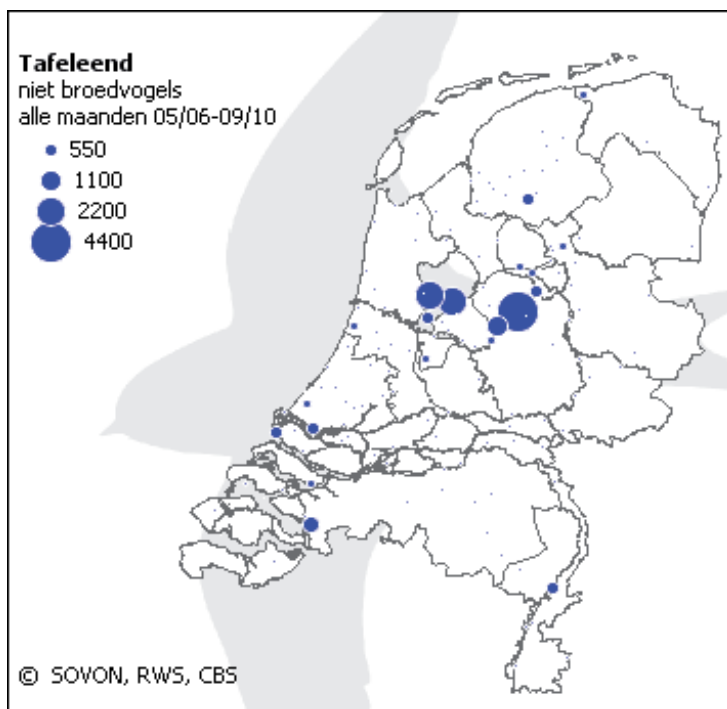 Tafeleend
niet broedvogels
alle maanden 05/06-09/10
550
1100
2200
4400
© SOVON, RWS, CBS